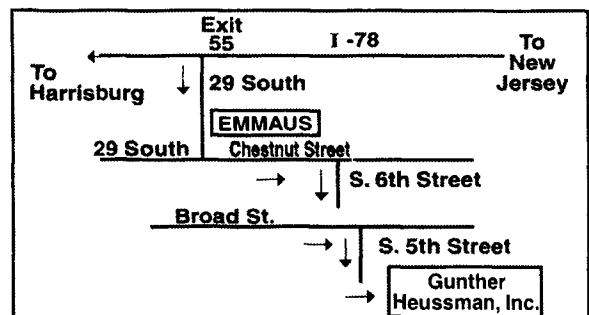 Exit
55
I -78
To
New
Jersey
To
Harrisburg
29 South
EMMAUS
29 South
Chestnut Street
S. 6th Street
Broad St.
S. 5th Street
Gunther
Heussman, Inc.